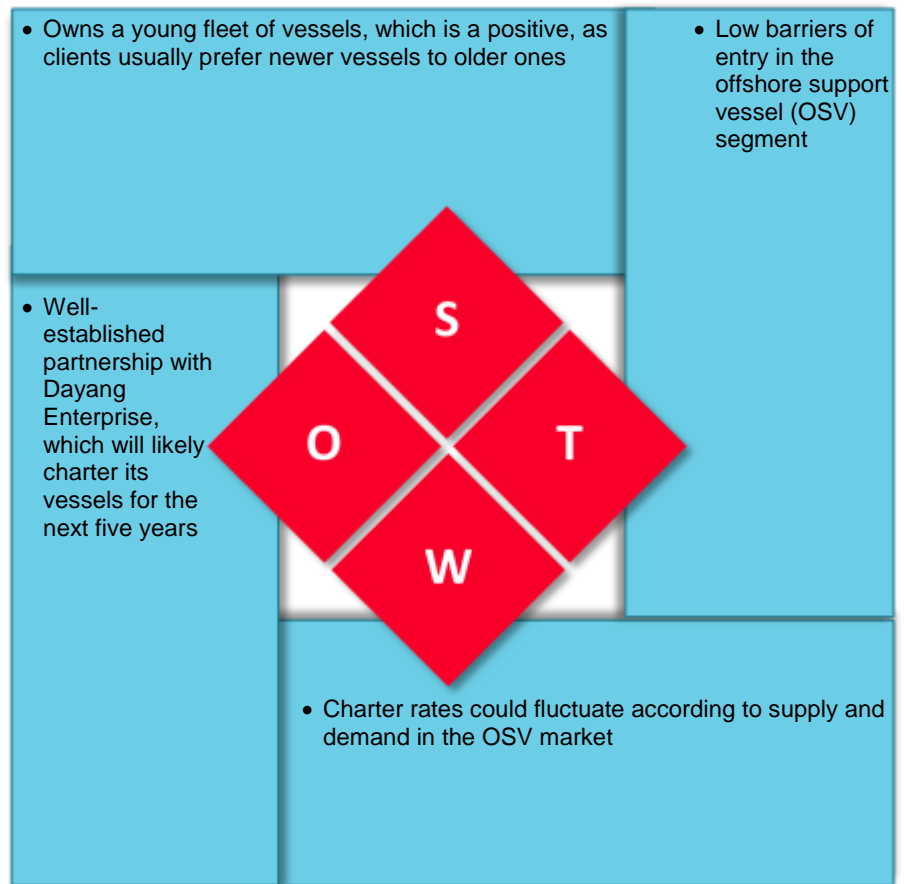 • Owns a young fleet of vessels, which is a positive, as
clients usually prefer newer vessels to older ones
• Low barriers of
entry in the
offshore support
vessel (OSV)
segment
• Well-
established
partnership with
Dayang
Enterprise,
which will likely
charter its
vessels for the
next five years
S
O
T
W
• Charter rates could fluctuate according to supply and
demand in the OSV market